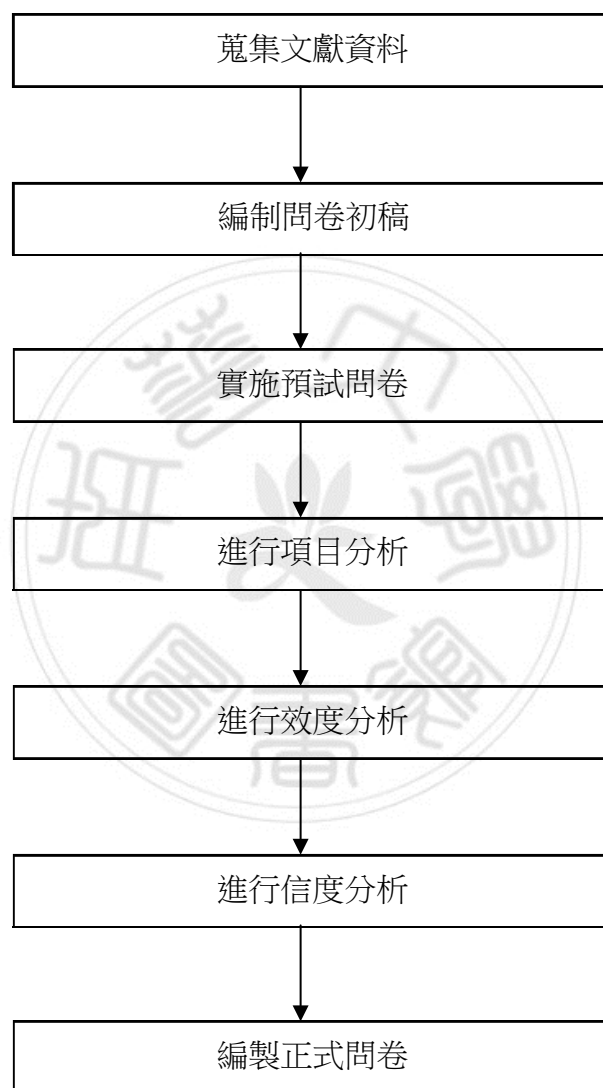 蒐集文獻資料
編制問卷初稿
實施預試問卷
進行項目分析
進行效度分析
進行信度分析
編製正式問卷